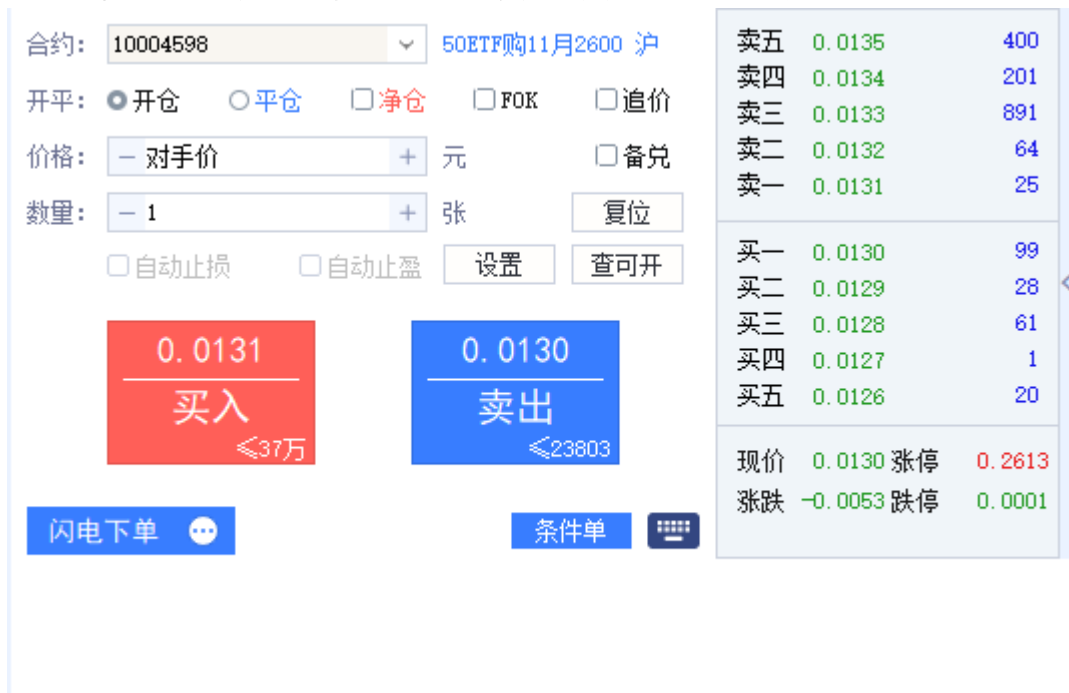 合约: 10004598 50ETF购11月2600 沪
开平: 开仓 平仓 净仓 FOK 追价
价格: − 对手价 + 元 备兑
数量: − 1 + 张 复位
自动止损 自动止盈 设置 查可开
0.0131
买入
≤37万
0.0130
卖出
≤23803
闪电下单 条件单
卖五 0.0135 400
卖四 0.0134 201
卖三 0.0133 891
卖二 0.0132 64
卖一 0.0131 25
买一 0.0130 99
买二 0.0129 28
买三 0.0128 61
买四 0.0127 1
买五 0.0126 20
现价 0.0130 涨停 0.2613
涨跌 -0.0053 跌停 0.0001